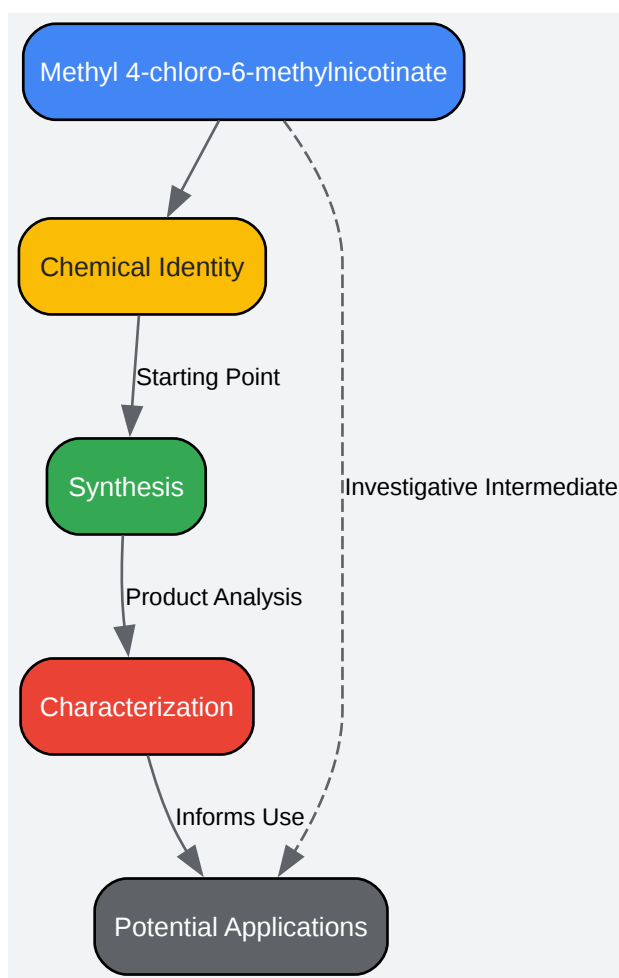 Methyl 4-chloro-6-methylnicotinate
Chemical Identity
Starting Point
Synthesis
Investigative Intermediate
Product Analysis
Characterization
Informs Use
Potential Applications